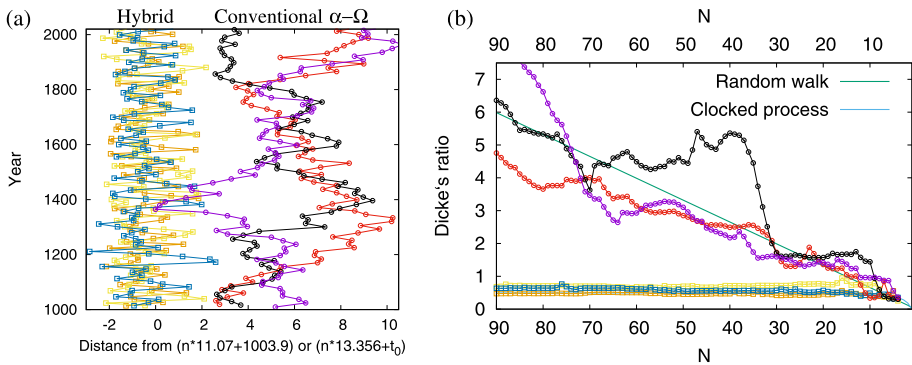 (a)
Hybrid
Conventional α−Ω
2000
1800
1600
1400
1200
1000
Year
-2 0 2 4 6 8 10
Distance from (n*11.07+1003.9) or (n*13.356+t₀)
(b)
N
90 80 70 60 50 40 30 20 10
7
6
5
4
3
2
1
0
Dicke's ratio
Random walk
Clocked process
90 80 70 60 50 40 30 20 10
N